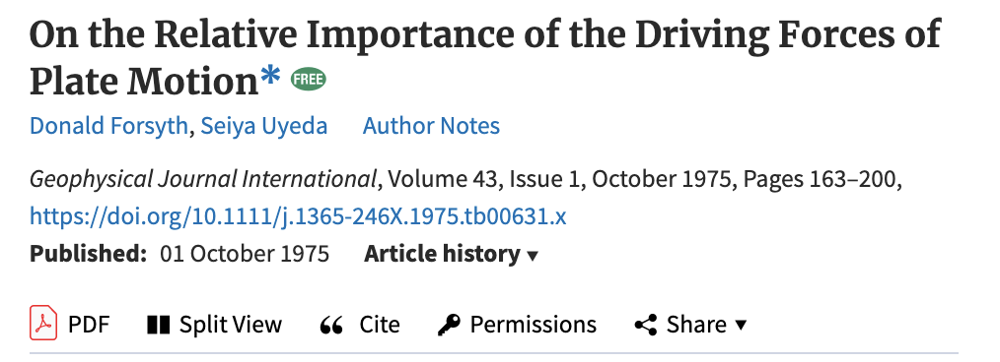 On the Relative Importance of the Driving Forces of
Plate Motion* FREE
Donald Forsyth, Seiya Uyeda Author Notes
Geophysical Journal International, Volume 43, Issue 1, October 1975, Pages 163–200,
https://doi.org/10.1111/j.1365-246X.1975.tb00631.x
Published: 01 October 1975 Article history ▼
PDF Split View Cite Permissions Share ▼